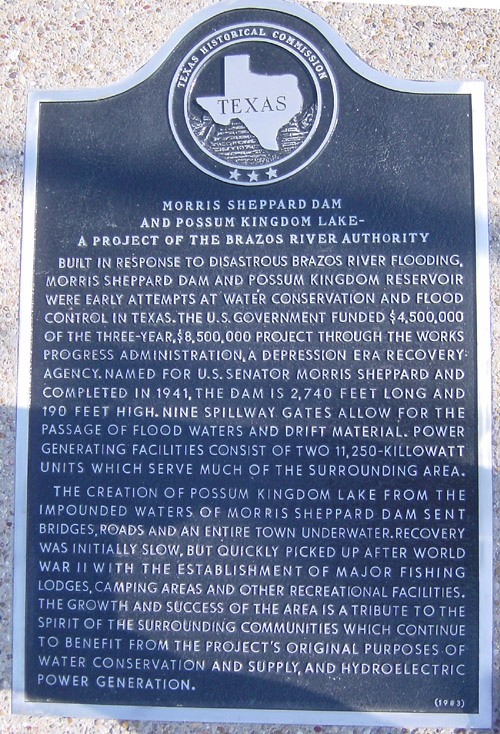 TEXAS HISTORICAL COMMISSION
TEXAS
MORRIS SHEPPARD DAM
AND POSSUM KINGDOM LAKE-
A PROJECT OF THE BRAZOS RIVER AUTHORITY
BUILT IN RESPONSE TO DISASTROUS BRAZOS RIVER FLOODING,
MORRIS SHEPPARD DAM AND POSSUM KINGDOM RESERVOIR
WERE EARLY ATTEMPTS AT WATER CONSERVATION AND FLOOD
CONTROL IN TEXAS. THE U.S. GOVERNMENT FUNDED $4,500,000
OF THE THREE-YEAR, $8,500,000 PROJECT THROUGH THE WORKS
PROGRESS ADMINISTRATION, A DEPRESSION ERA RECOVERY
AGENCY. NAMED FOR U.S. SENATOR MORRIS SHEPPARD AND
COMPLETED IN 1941, THE DAM IS 2,740 FEET LONG AND
190 FEET HIGH. NINE SPILLWAY GATES ALLOW FOR THE
PASSAGE OF FLOOD WATERS AND DRIFT MATERIAL. POWER
GENERATING FACILITIES CONSIST OF TWO 11,250-KILLOWATT
UNITS WHICH SERVE MUCH OF THE SURROUNDING AREA.
THE CREATION OF POSSUM KINGDOM LAKE FROM THE
IMPOUNDED WATERS OF MORRIS SHEPPARD DAM SENT
BRIDGES, ROADS AND AN ENTIRE TOWN UNDERWATER. RECOVERY
WAS INITIALLY SLOW, BUT QUICKLY PICKED UP AFTER WORLD
WAR II WITH THE ESTABLISHMENT OF MAJOR FISHING
LODGES, CAMPING AREAS AND OTHER RECREATIONAL FACILITIES.
THE GROWTH AND SUCCESS OF THE AREA IS A TRIBUTE TO THE
SPIRIT OF THE SURROUNDING COMMUNITIES WHICH CONTINUE
TO BENEFIT FROM THE PROJECT'S ORIGINAL PURPOSES OF
WATER CONSERVATION AND SUPPLY, AND HYDROELECTRIC
POWER GENERATION.
(1983)